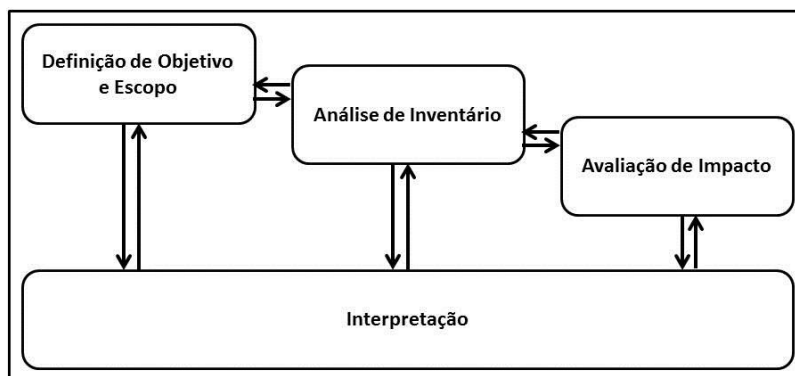 Definição de Objetivo
e Escopo
Análise de Inventário
Avaliação de Impacto
Interpretação